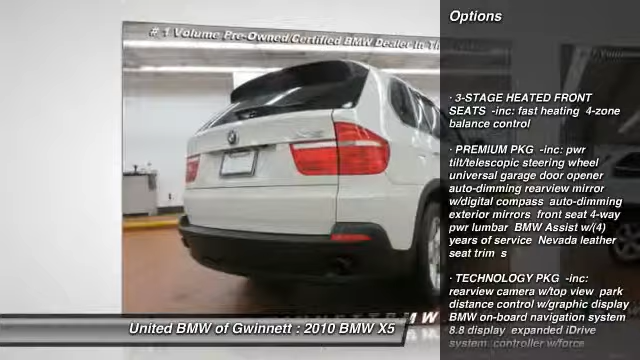 # 1 Volume Pre-Owned/Certified BMW Dealer In The
Options
· 3-STAGE HEATED FRONT
SEATS -inc: fast heating 4-zone
balance control
· PREMIUM PKG -inc: pwr
tilt/telescopic steering wheel
universal garage door opener
auto-dimming rearview mirror
w/digital compass auto-dimming
exterior mirrors front seat 4-way
pwr lumbar BMW Assist w/(4)
years of service Nevada leather
seat trim s
· TECHNOLOGY PKG -inc:
rearview camera w/top view park
distance control w/graphic display
BMW on-board navigation system
8.8 display expanded iDrive
system controller w/force
United BMW of Gwinnett : 2010 BMW X5